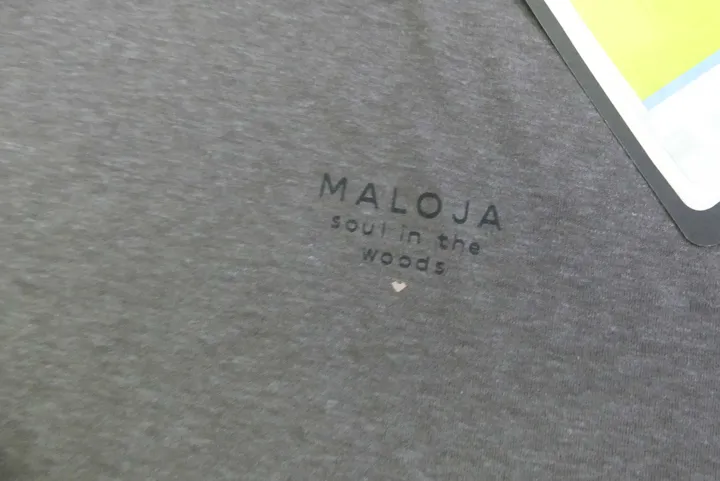 MALOJA
soul in the
woods